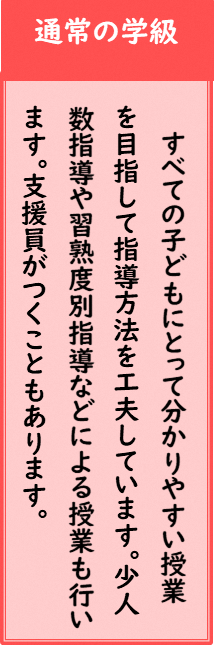 通常の学級
すべての子どもにとって分かりやすい授業
を目指して指導方法を工夫しています。少人
数指導や習熟度別指導などによる授業も行い
ます。支援員がつくこともあります。